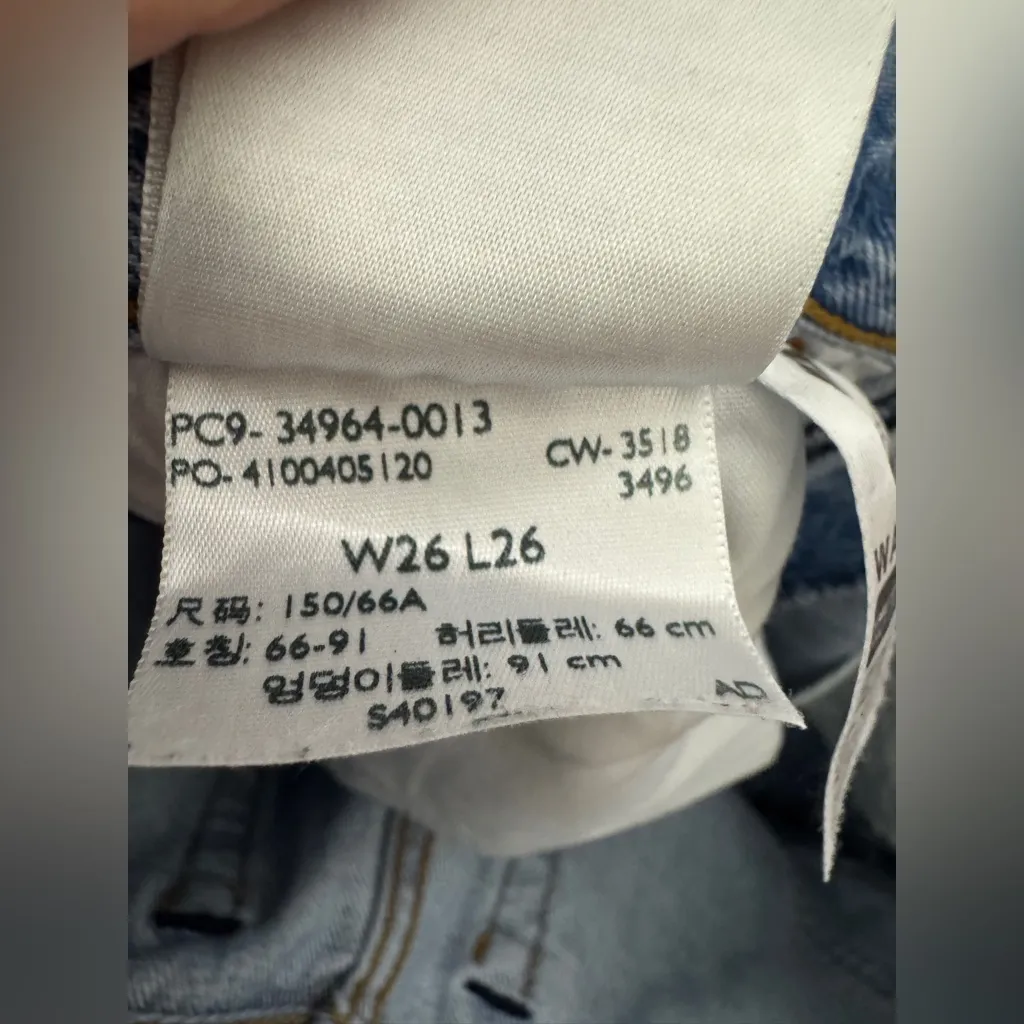 PC9- 34964-0013
PO- 4100405120
CW- 3518
3496
W26 L26
尺码: 150/66A
호칭: 66-91 허리둘레: 66 cm
엉덩이둘레: 91 cm
S40197
AD